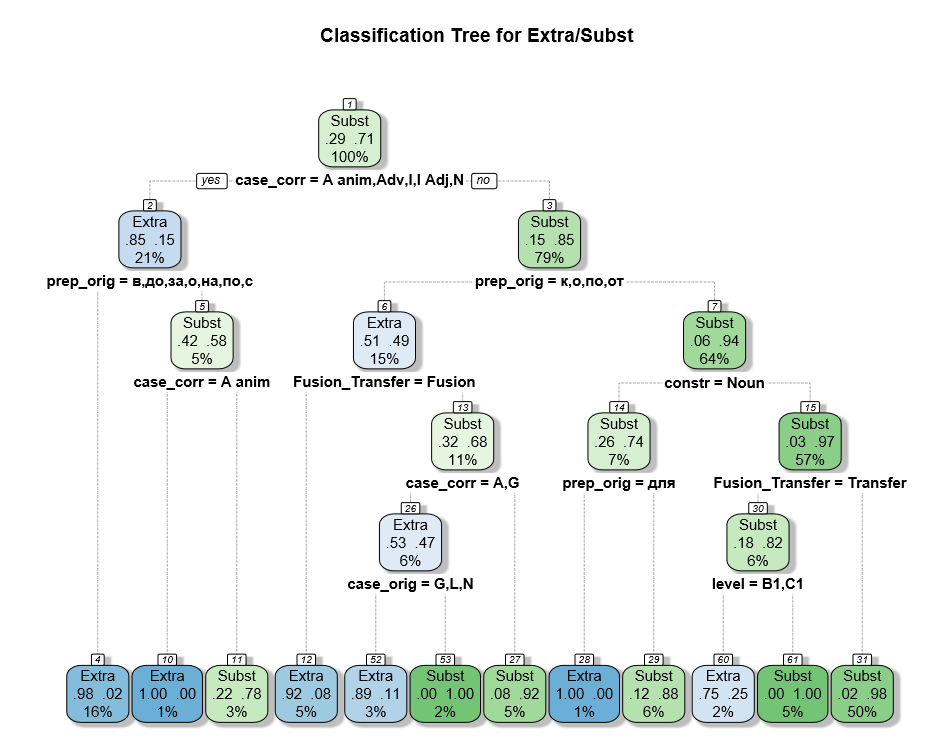 Classification Tree for Extra/Subst
1
Subst
.29 .71
100%
yes case_corr = A anim,Adv,I,I Adj,N no
2
Extra
.85 .15
21%
prep_orig = в,до,за,о,на,по,с
3
Subst
.15 .85
79%
prep_orig = к,о,по,от
5
Subst
.42 .58
5%
case_corr = A anim
6
Extra
.51 .49
15%
Fusion_Transfer = Fusion
7
Subst
.06 .94
64%
constr = Noun
13
Subst
.32 .68
11%
case_corr = A,G
14
Subst
.26 .74
7%
prep_orig = для
15
Subst
.03 .97
57%
Fusion_Transfer = Transfer
26
Extra
.53 .47
6%
case_orig = G,L,N
30
Subst
.18 .82
6%
level = B1,C1
4
Extra
.98 .02
16%
10
Extra
1.00 .00
1%
11
Subst
.22 .78
3%
12
Extra
.92 .08
5%
52
Extra
.89 .11
3%
53
Subst
.00 1.00
2%
27
Subst
.08 .92
5%
28
Extra
1.00 .00
1%
29
Subst
.12 .88
6%
60
Extra
.75 .25
2%
61
Subst
.00 1.00
5%
31
Subst
.02 .98
50%